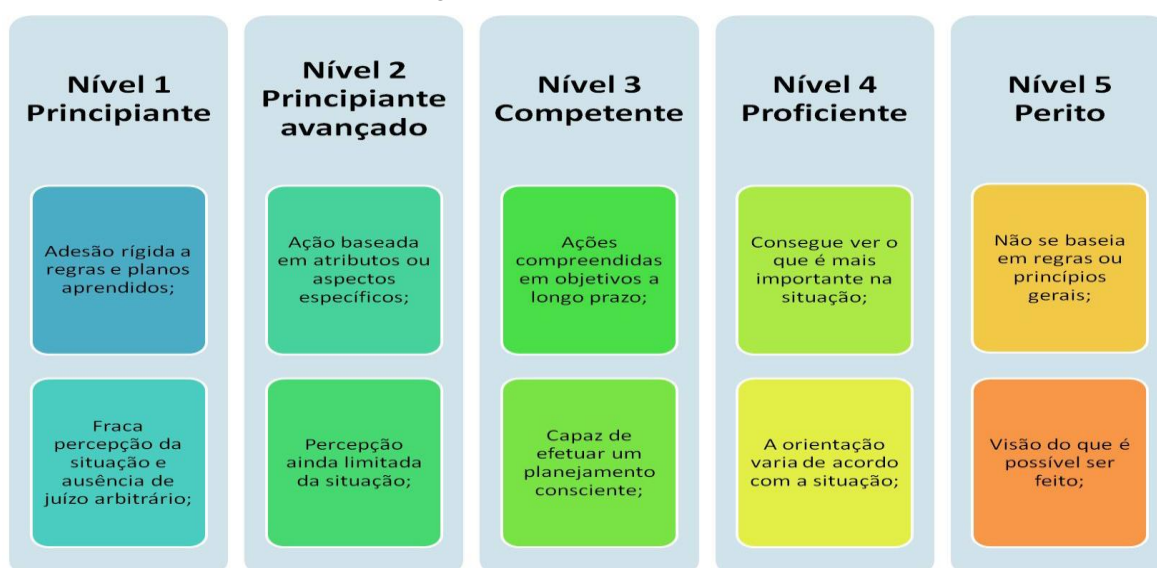 Nível 1
Principiante
Adesão rígida a
regras e planos
aprendidos;
Fraca
percepção da
situação e
ausência de
juízo arbitrário;
Nível 2
Principiante
avançado
Ação baseada
em atributos ou
aspectos
específicos;
Percepção
ainda limitada
da situação;
Nível 3
Competente
Ações
compreendidas
em objetivos a
longo prazo;
Capaz de
efetuar um
planejamento
consciente;
Nível 4
Proficiente
Consegue ver o
que é mais
importante na
situação;
A orientação
varia de acordo
com a situação;
Nível 5
Perito
Não se baseia
em regras ou
princípios
gerais;
Visão do que é
possível ser
feito;